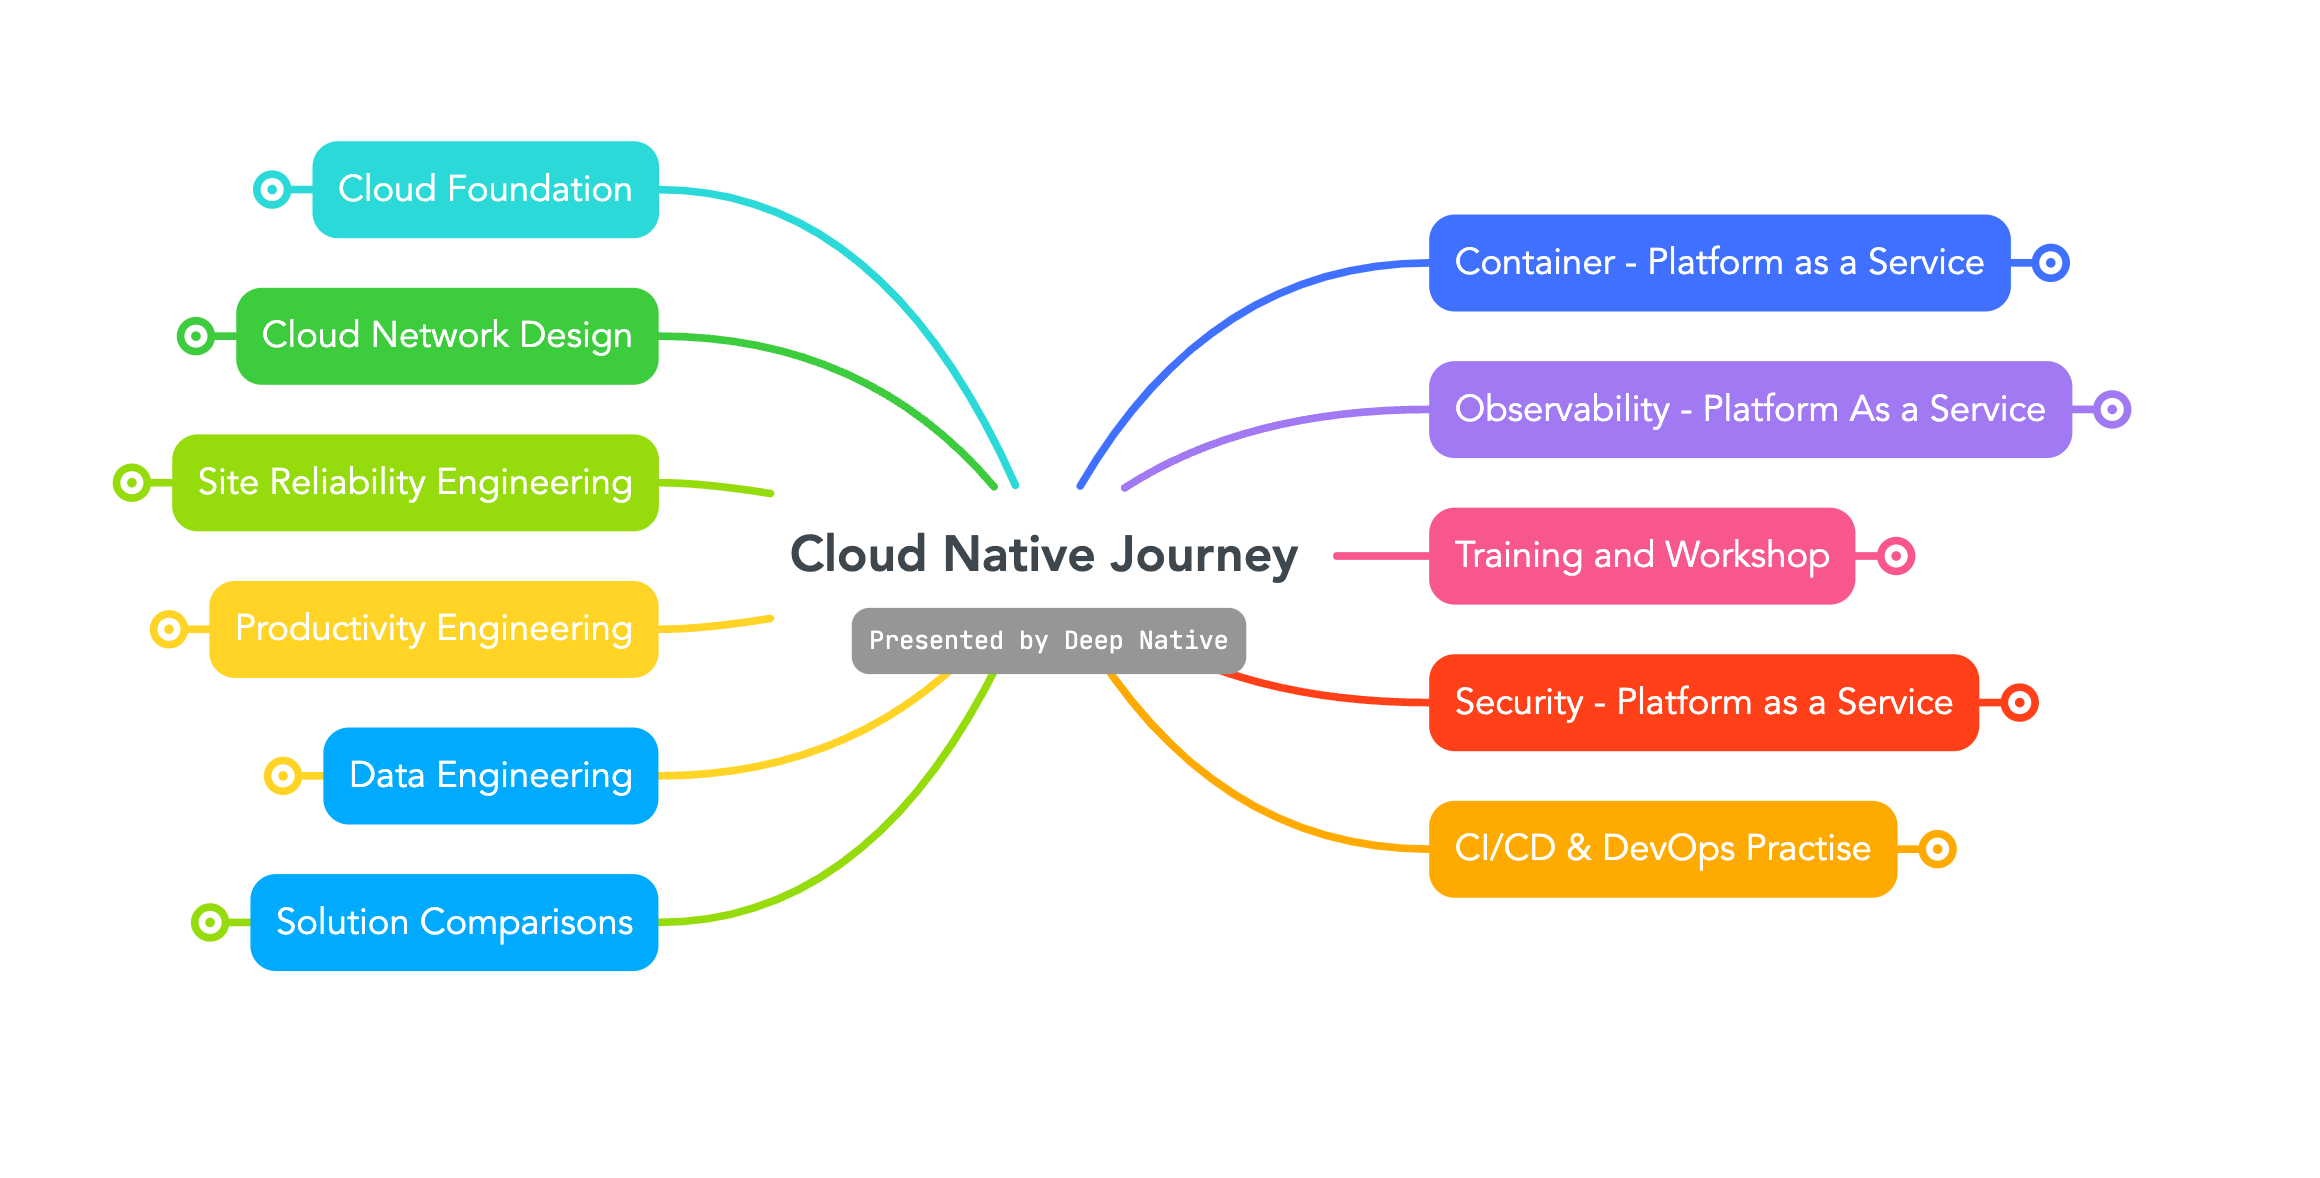 Cloud Foundation
Cloud Network Design
Site Reliability Engineering
Productivity Engineering
Data Engineering
Solution Comparisons
Cloud Native Journey
Presented by Deep Native
Container - Platform as a Service
Observability - Platform As a Service
Training and Workshop
Security - Platform as a Service
CI/CD & DevOps Practise